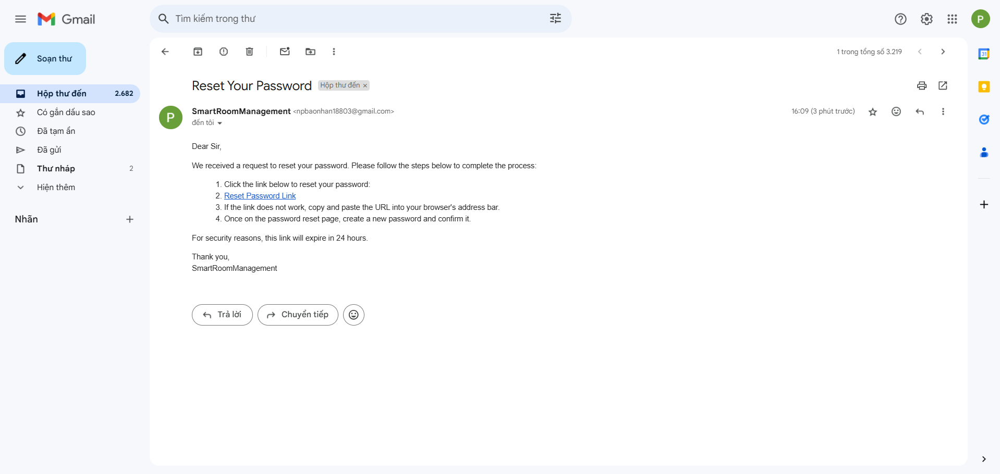 Gmail
Tìm kiếm trong thư
P
Soạn thư
Hộp thư đến 2.682
Có gắn dấu sao
Đã tạm ẩn
Đã gửi
Thư nháp 2
Hiện thêm
Nhãn
1 trong tổng số 3.219
31
Reset Your Password Hộp thư đến ×
P
SmartRoomManagement <npbaonhan18803@gmail.com> 16:09 (3 phút trước)
đến tôi
Dear Sir,
We received a request to reset your password. Please follow the steps below to complete the process:
1. Click the link below to reset your password:
2. Reset Password Link
3. If the link does not work, copy and paste the URL into your browser's address bar.
4. Once on the password reset page, create a new password and confirm it.
For security reasons, this link will expire in 24 hours.
Thank you,
SmartRoomManagement
Trả lời
Chuyển tiếp